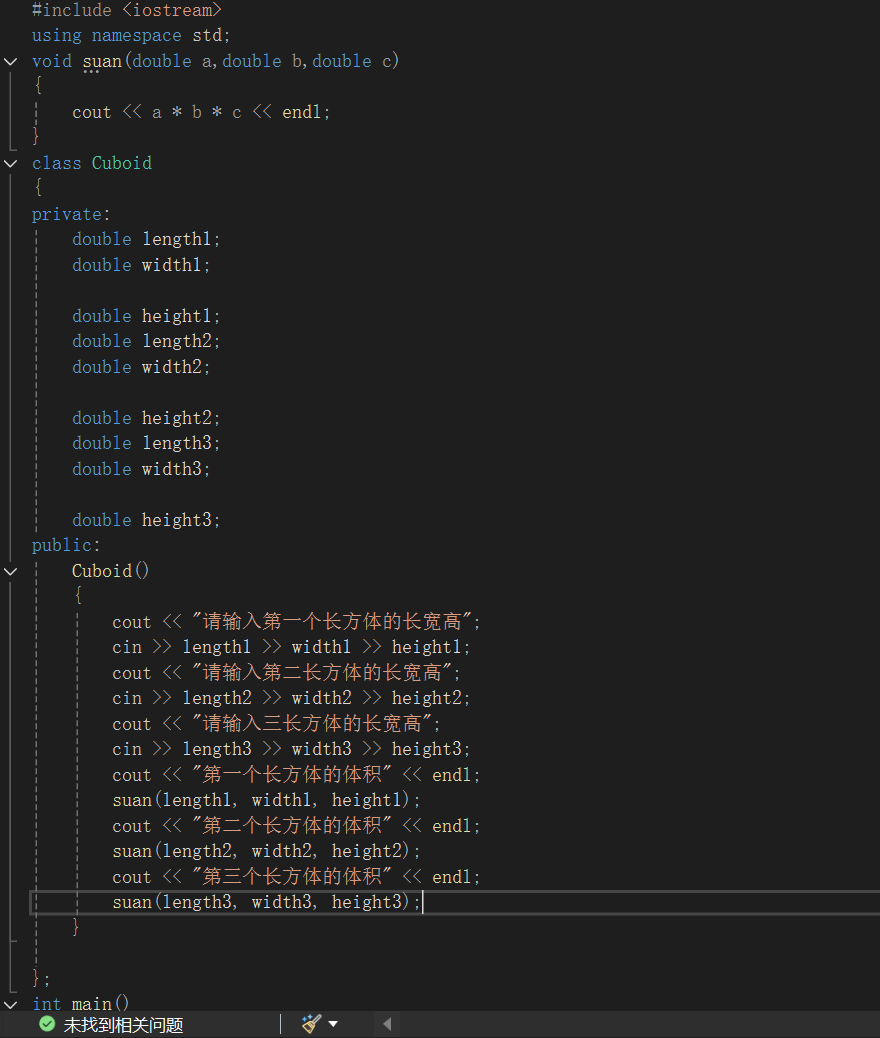 #include <iostream>
using namespace std;
void suan(double a,double b,double c)
{
    cout << a * b * c << endl;
}
class Cuboid
{
private:
    double length1;
    double width1;
    double height1;
    double length2;
    double width2;
    double height2;
    double length3;
    double width3;
    double height3;
public:
    Cuboid()
    {
        cout << "请输入第一个长方体的长宽高";
        cin >> length1 >> width1 >> height1;
        cout << "请输入第二长方体的长宽高";
        cin >> length2 >> width2 >> height2;
        cout << "请输入三长方体的长宽高";
        cin >> length3 >> width3 >> height3;
        cout << "第一个长方体的体积" << endl;
        suan(length1, width1, height1);
        cout << "第二个长方体的体积" << endl;
        suan(length2, width2, height2);
        cout << "第三个长方体的体积" << endl;
        suan(length3, width3, height3);
    }
};
int main()
未找到相关问题